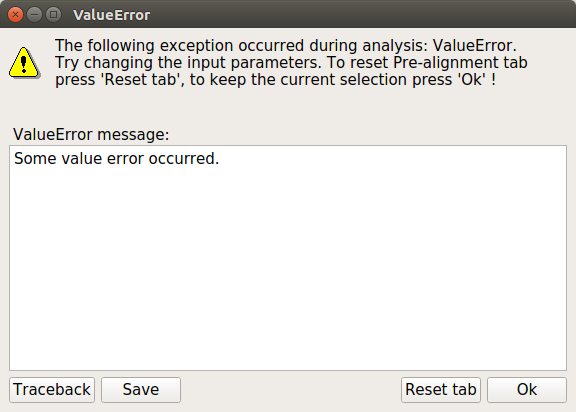 ValueError
The following exception occurred during analysis: ValueError.
Try changing the input parameters. To reset Pre-alignment tab
press 'Reset tab', to keep the current selection press 'Ok' !
ValueError message:
Some value error occurred.
Traceback Save Reset tab Ok